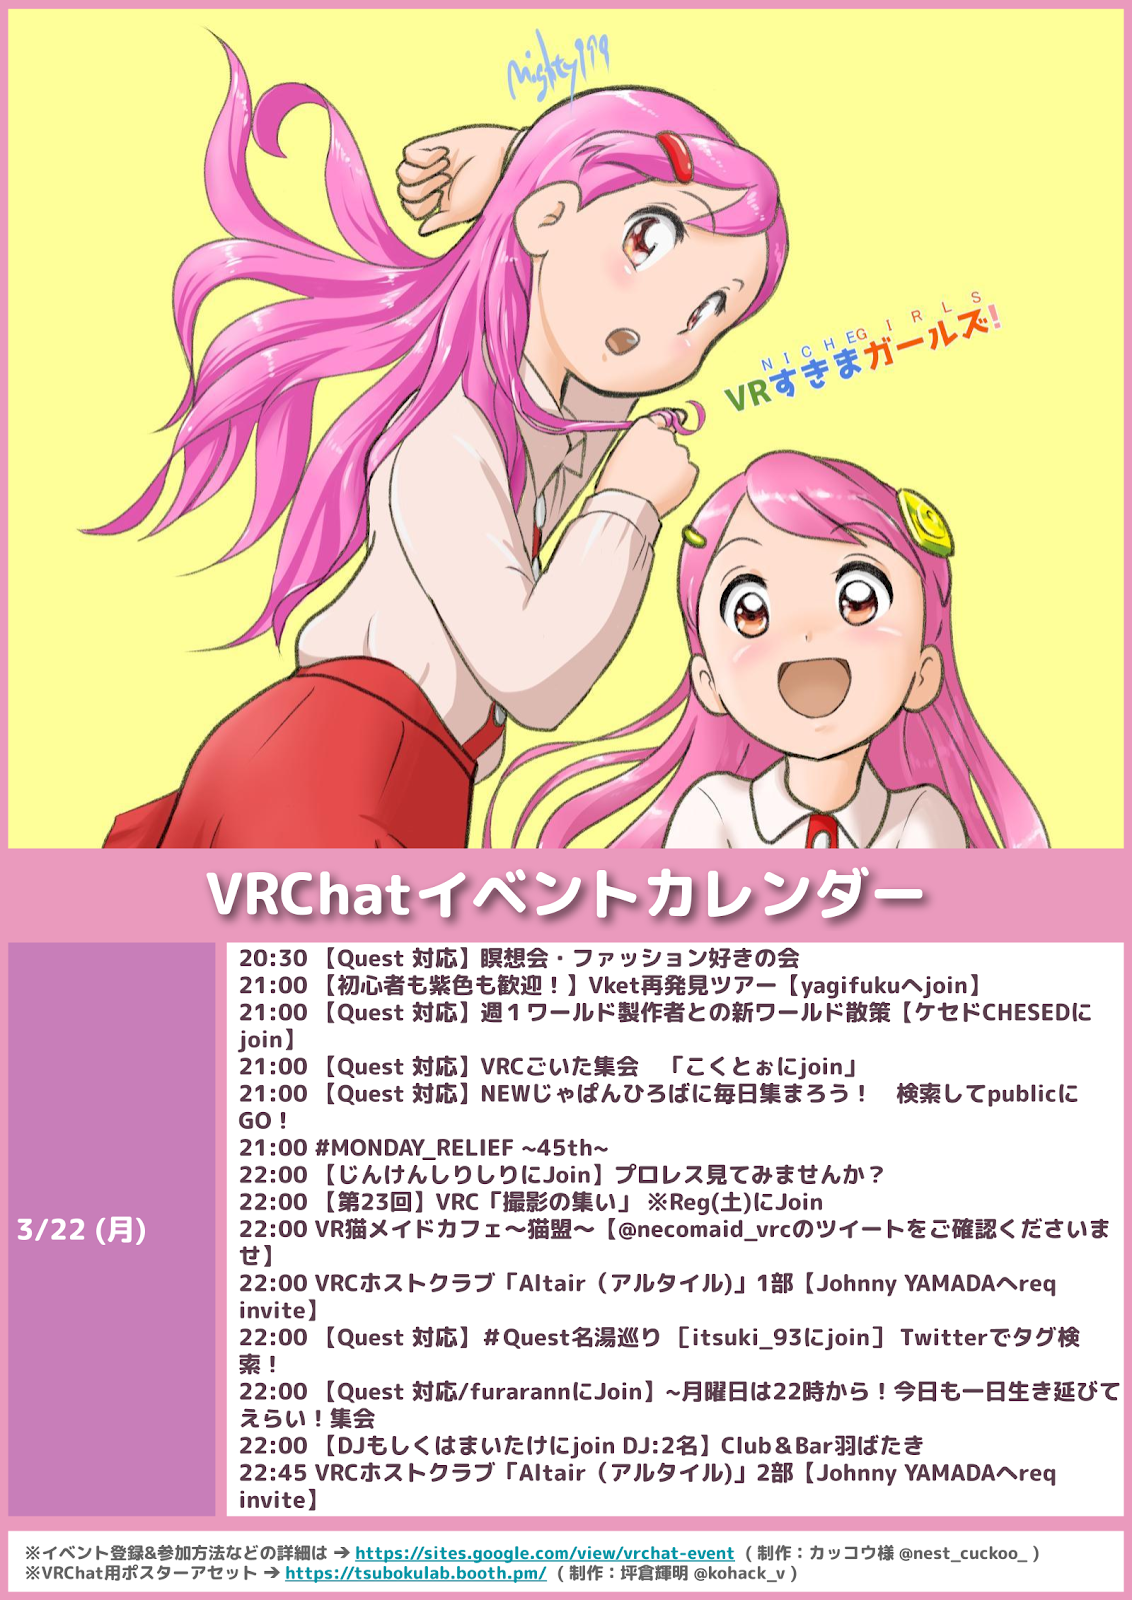 mighty199
NICHE GIRLS
VRすきまガールズ!
VRChatイベントカレンダー
3/22 (月)
20:30 【Quest 対応】瞑想会・ファッション好きの会
21:00 【初心者も紫色も歓迎！】Vket再発見ツアー【yagifukuへjoin】
21:00 【Quest 対応】週１ワールド製作者との新ワールド散策【ケセドCHESEDに
join】
21:00 【Quest 対応】VRCごいた集会　「こくとぉにjoin」
21:00 【Quest 対応】NEWじゃぱんひろばに毎日集まろう！　検索してpublicに
GO！
21:00 #MONDAY_RELIEF ~45th~
22:00 【じんけんしりしりにJoin】プロレス見てみませんか？
22:00 【第23回】VRC「撮影の集い」 ※Reg(土)にJoin
22:00 VR猫メイドカフェ～猫盟～【@necomaid_vrcのツイートをご確認くださいま
せ】
22:00 VRCホストクラブ「Altair（アルタイル)」1部【Johnny YAMADAへreq
invite】
22:00 【Quest 対応】＃Quest名湯巡り ［itsuki_93にjoin］ Twitterでタグ検
索！
22:00 【Quest 対応/furarannにJoin】~月曜日は22時から！今日も一日生き延びて
えらい！集会
22:00 【DJもしくはまいたけにjoin DJ:2名】Club＆Bar羽ばたき
22:45 VRCホストクラブ「Altair（アルタイル)」2部【Johnny YAMADAへreq
invite】
※イベント登録&参加方法などの詳細は → https://sites.google.com/view/vrchat-event （ 制作：カッコウ様 @nest_cuckoo_ ）
※VRChat用ポスターアセット → https://tsubokulab.booth.pm/ （ 制作：坪倉輝明 @kohack_v ）